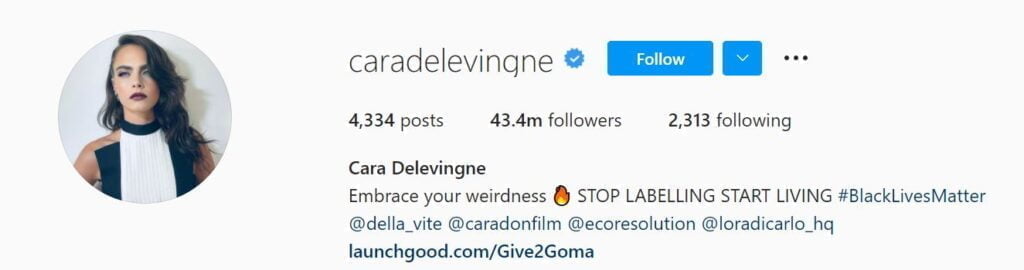 caradelevingne Follow
4,334 posts 43.4m followers 2,313 following
Cara Delevingne
Embrace your weirdness 🔥 STOP LABELLING START LIVING #BlackLivesMatter
@della_vite @caradonfilm @ecoresolution @loradicarlo_hq
launchgood.com/Give2Goma